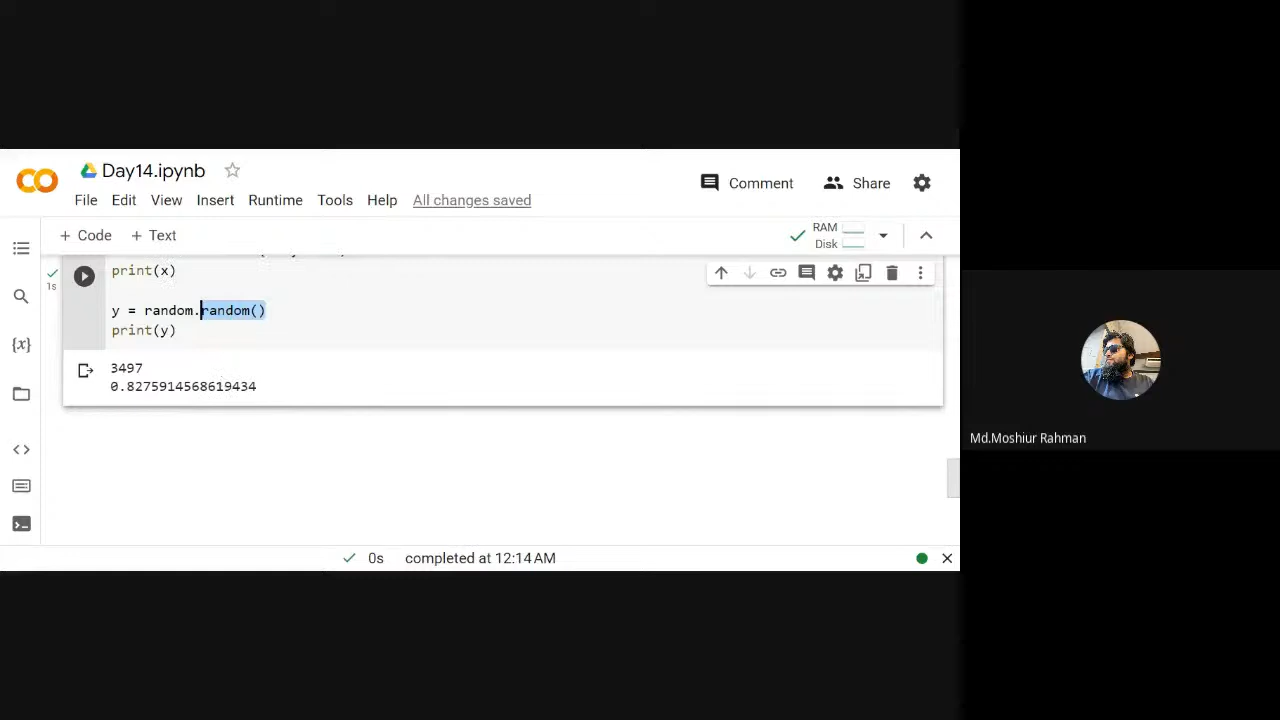 Day14.ipynb
File Edit View Insert Runtime Tools Help All changes saved
Comment Share
+ Code + Text
RAM
Disk
print(x)
1s
y = random.random()
print(y)
{x}
3497
0.8275914568619434
Md.Moshiur Rahman
0s completed at 12:14 AM